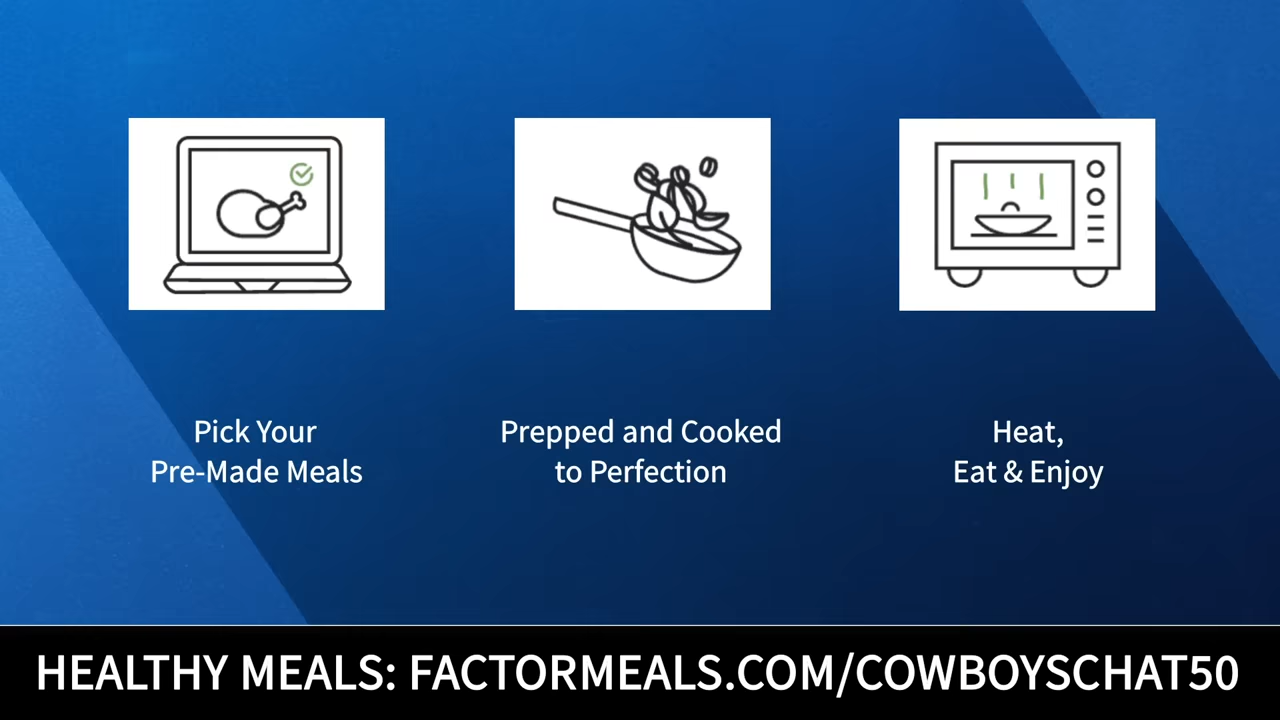 Pick Your
Pre-Made Meals
Prepped and Cooked
to Perfection
Heat,
Eat & Enjoy
HEALTHY MEALS: FACTORMEALS.COM/COWBOYSCHAT50